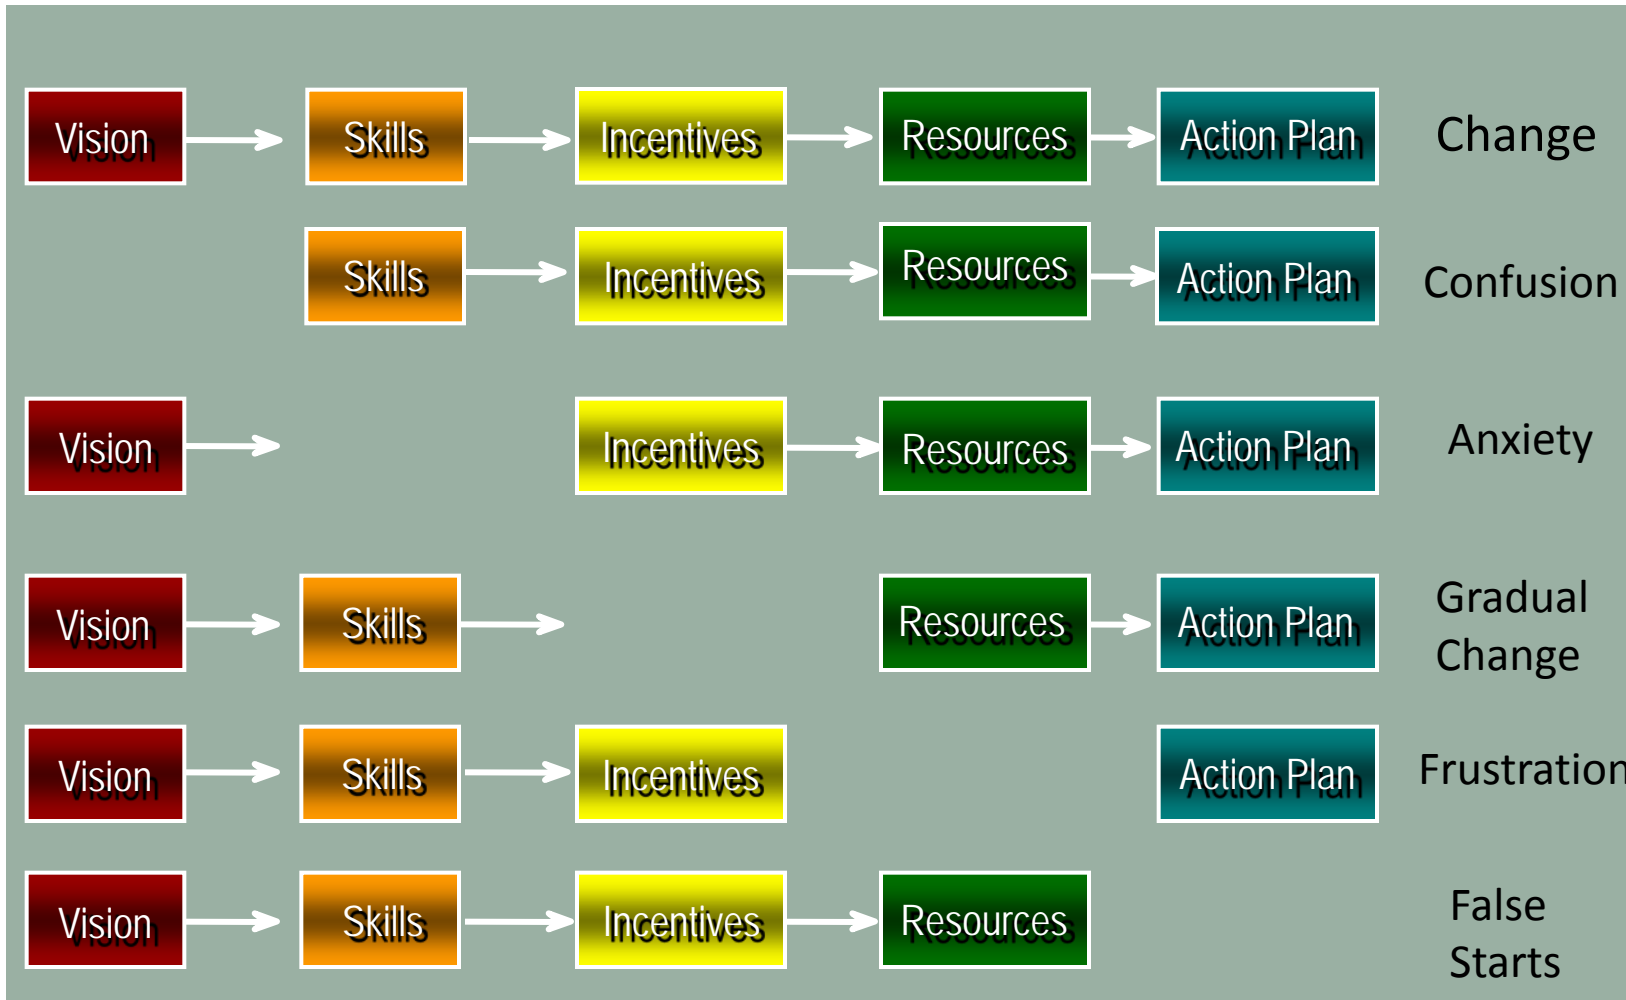 Vision Skills Incentives Resources Action Plan Change
Skills Incentives Resources Action Plan Confusion
Vision Incentives Resources Action Plan Anxiety
Vision Skills Resources Action Plan Gradual
Change
Vision Skills Incentives Action Plan Frustration
Vision Skills Incentives Resources False
Starts